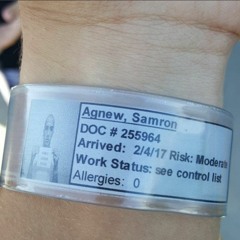 Agnew, Samron
DOC # 255964
Arrived: 2/4/17 Risk: Moderate
Work Status: see control list
Allergies: 0